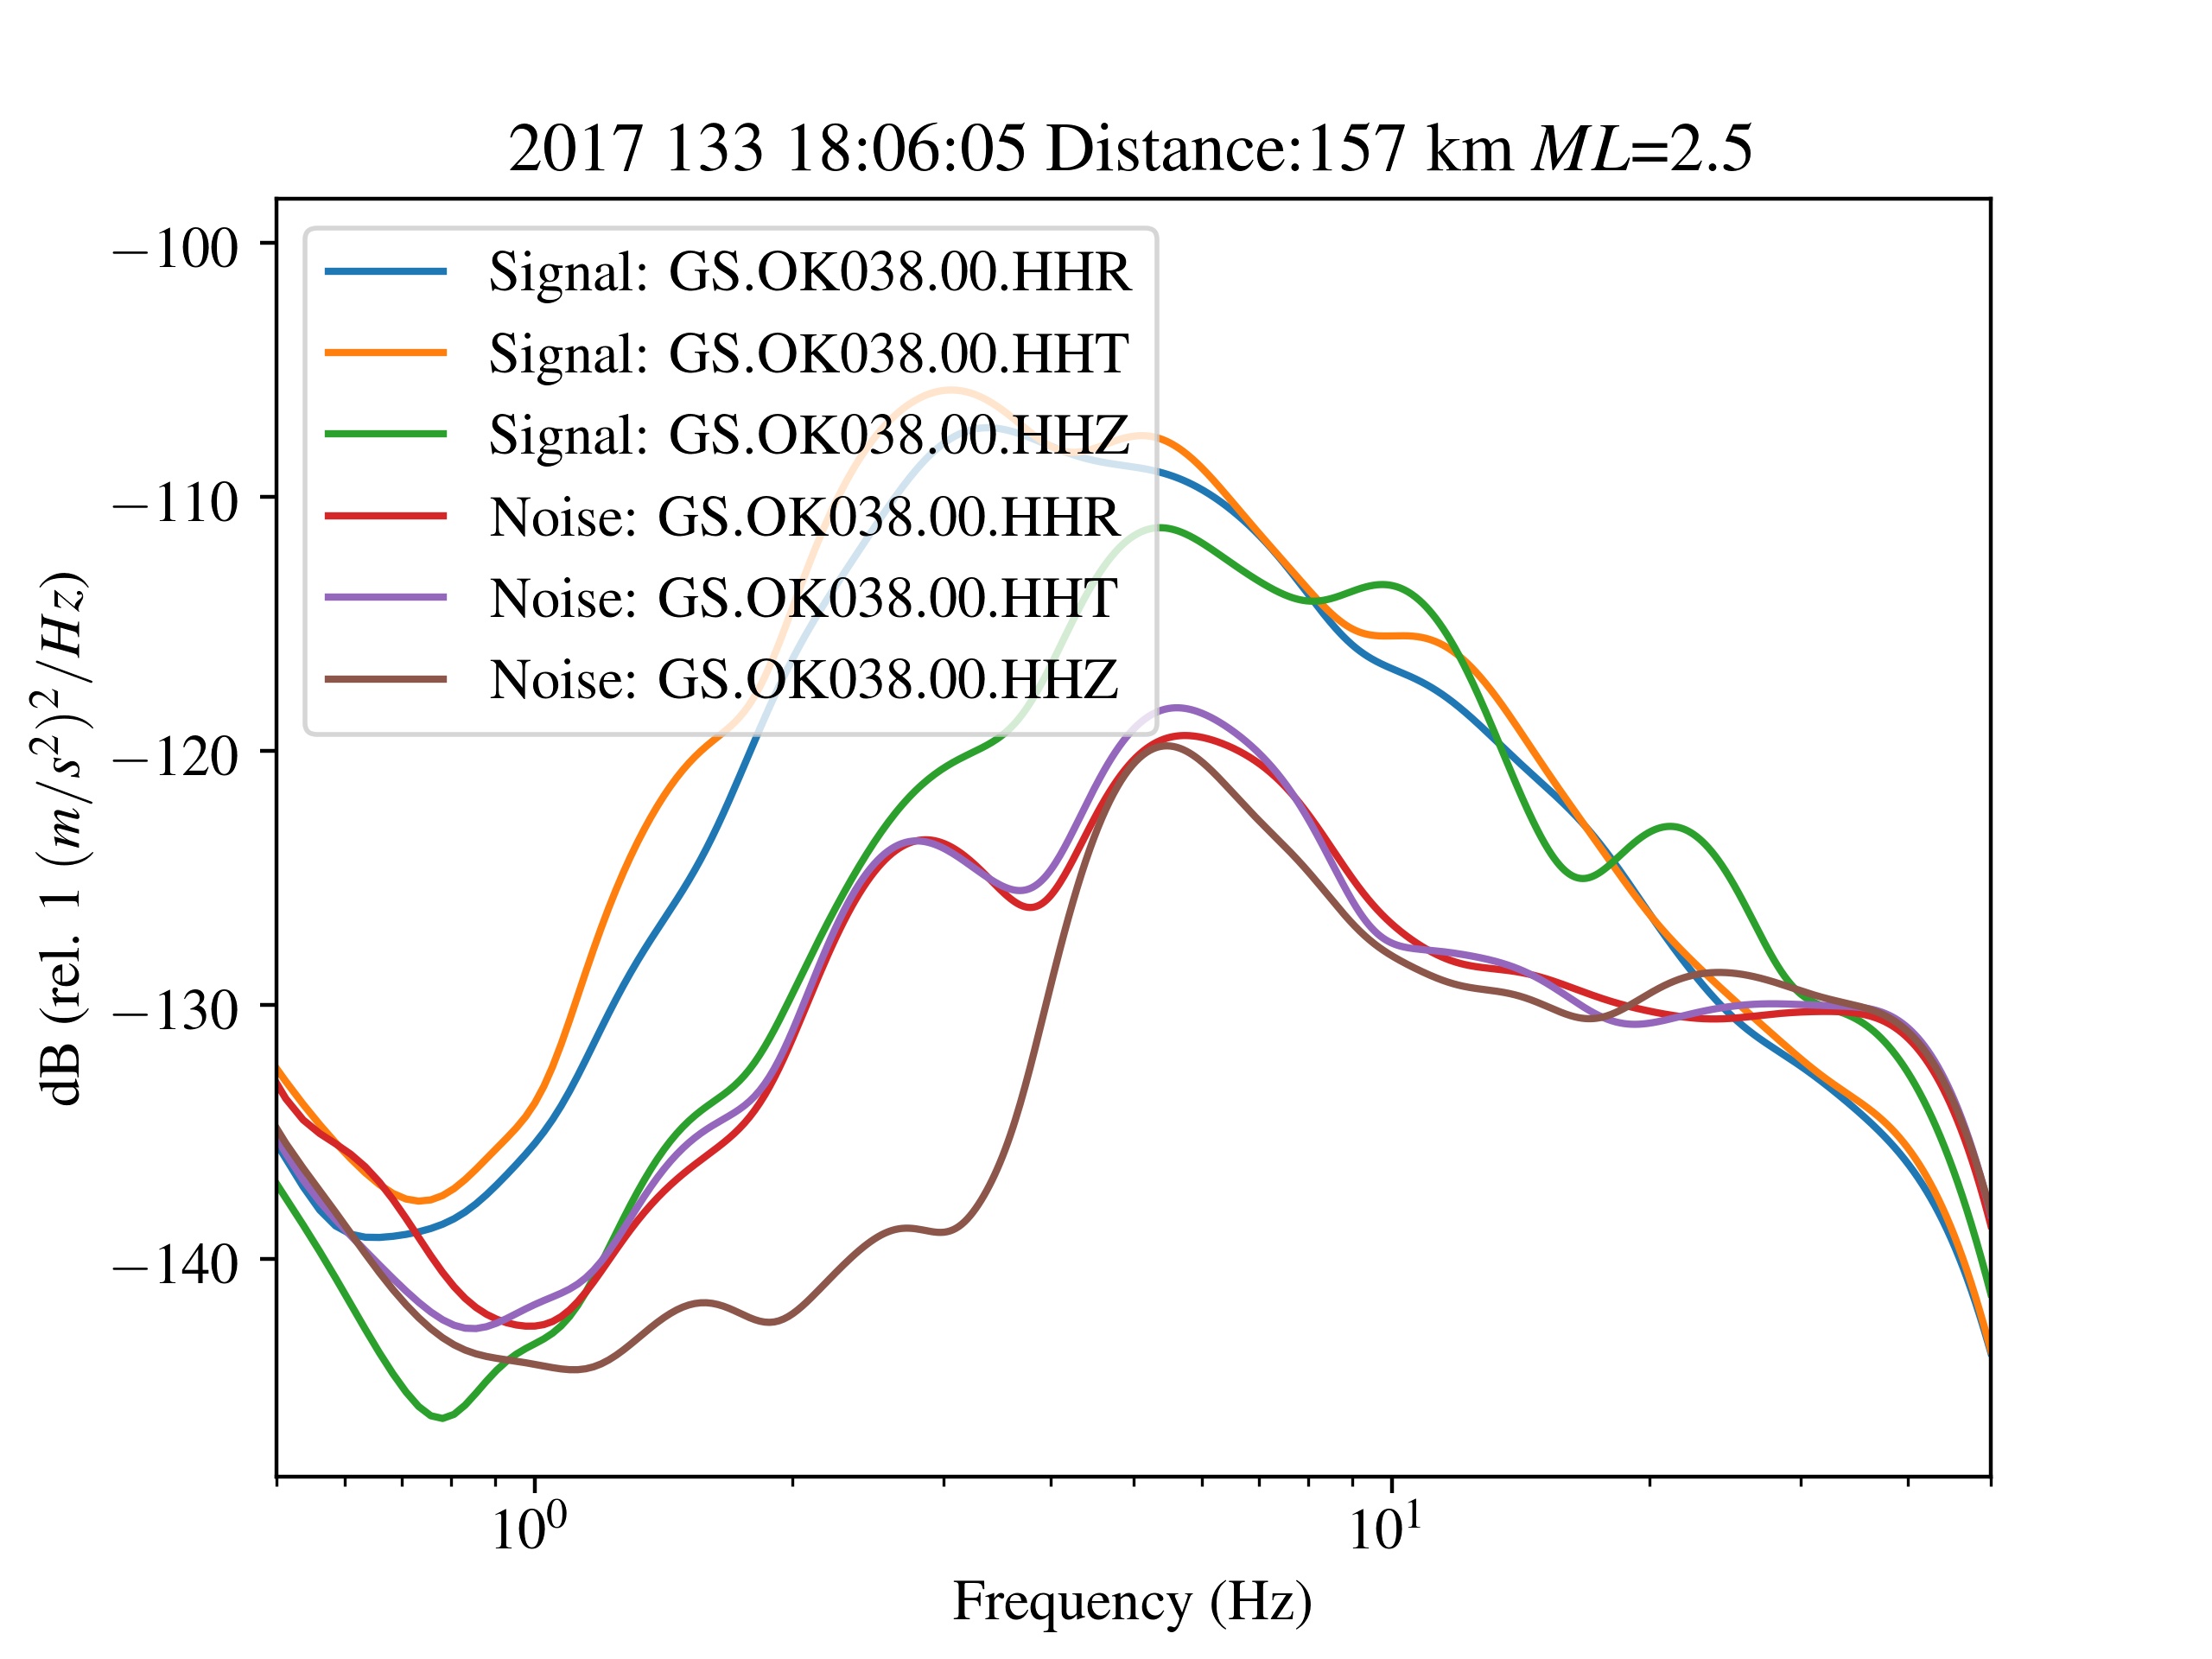 2017 133 18:06:05 Distance:157 km ML=2.5
Signal: GS.OK038.00.HHR
Signal: GS.OK038.00.HHT
Signal: GS.OK038.00.HHZ
Noise: GS.OK038.00.HHR
Noise: GS.OK038.00.HHT
Noise: GS.OK038.00.HHZ
−100
−110
−120
−130
−140
dB (rel. 1 (m/s²)²/Hz)
10⁰
10¹
Frequency (Hz)